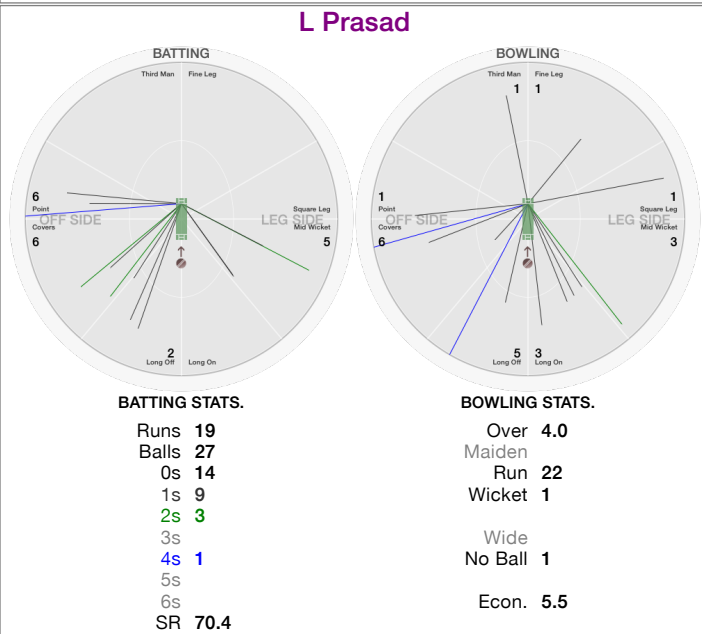 L Prasad
BATTING
Third Man Fine Leg
6
Point
OFF SIDE
Covers
6
Square Leg
LEG SIDE
Mid Wicket
5
2
Long Off Long On
BOWLING
Third Man Fine Leg
1 1
1
Point
OFF SIDE
Covers
6
1
Square Leg
LEG SIDE
Mid Wicket
3
5 3
Long Off Long On
BATTING STATS.
Runs 19
Balls 27
0s 14
1s 9
2s 3
3s
4s 1
5s
6s
SR 70.4
BOWLING STATS.
Over 4.0
Maiden
Run 22
Wicket 1
Wide
No Ball 1
Econ. 5.5